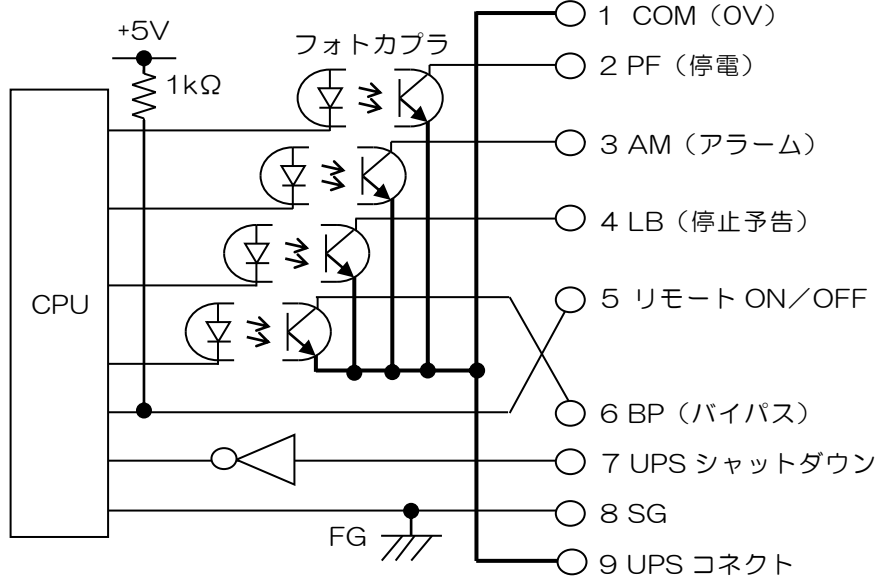 +5V
1kΩ
フォトカプラ
CPU
FG
1 COM（0V）
2 PF（停電）
3 AM（アラーム）
4 LB（停止予告）
5 リモート ON／OFF
6 BP（バイパス）
7 UPS シャットダウン
8 SG
9 UPS コネクト